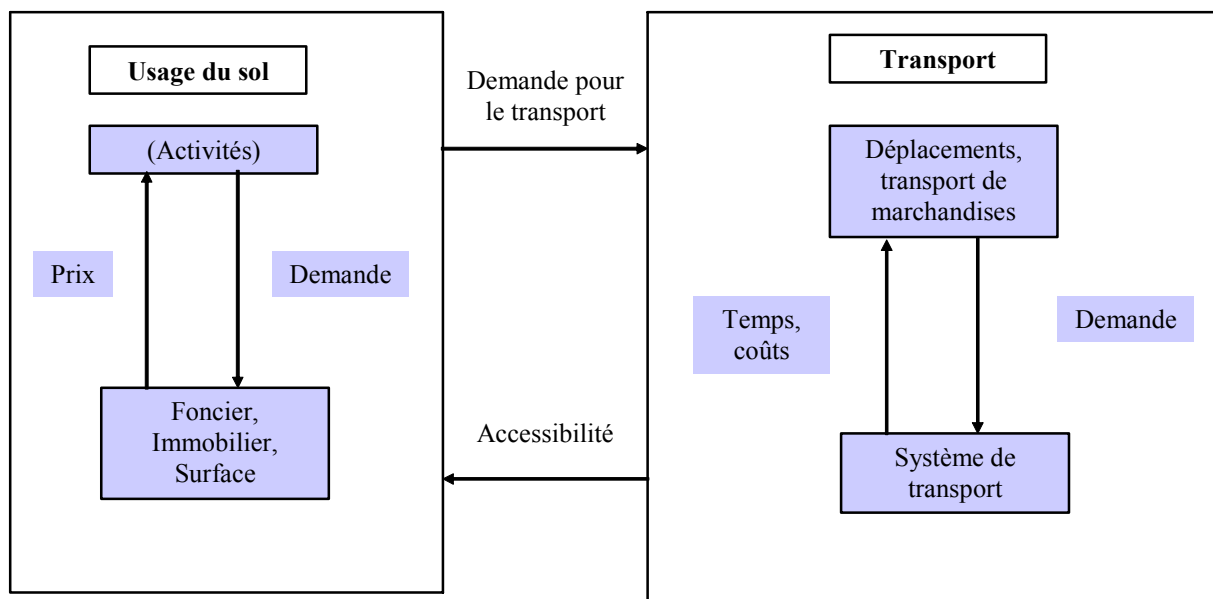 Usage du sol
(Activités)
Prix
Demande
Foncier,
Immobilier,
Surface
Demande pour
le transport
Accessibilité
Transport
Déplacements,
transport de
marchandises
Temps,
coûts
Demande
Système de
transport